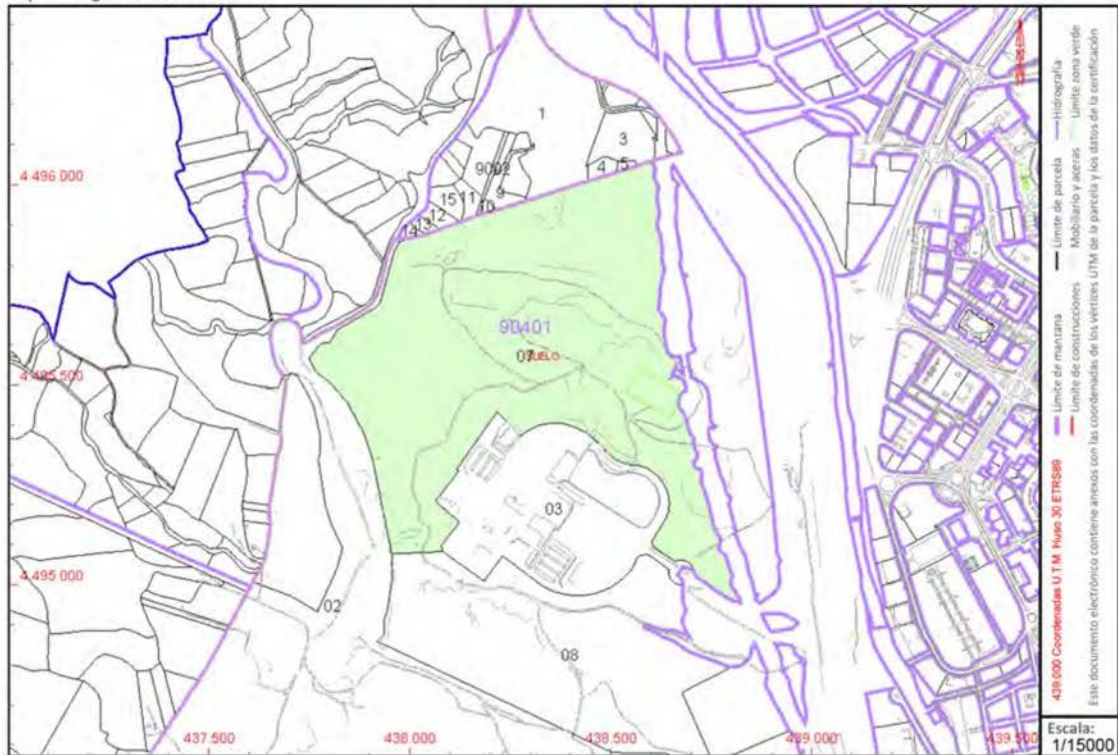 1
3
4 5
9092
9
10
15 11
12
13
14
4 496 000
90401
07 SUELO
4 495 500
03
4 495 000
02
08
437 500
438 000
438 500
439 000
439 500
439.000 Coordenadas U.T.M. Huso 30 ETRS89
Límite de manzana
Límite de parcela
Hidrografía
Límite de construcciones
Mobiliario y aceras
Límite zona verde
Este documento electrónico contiene anexos con las coordenadas de los vértices UTM de la parcela y los datos de la certificación
Escala:
1/15000